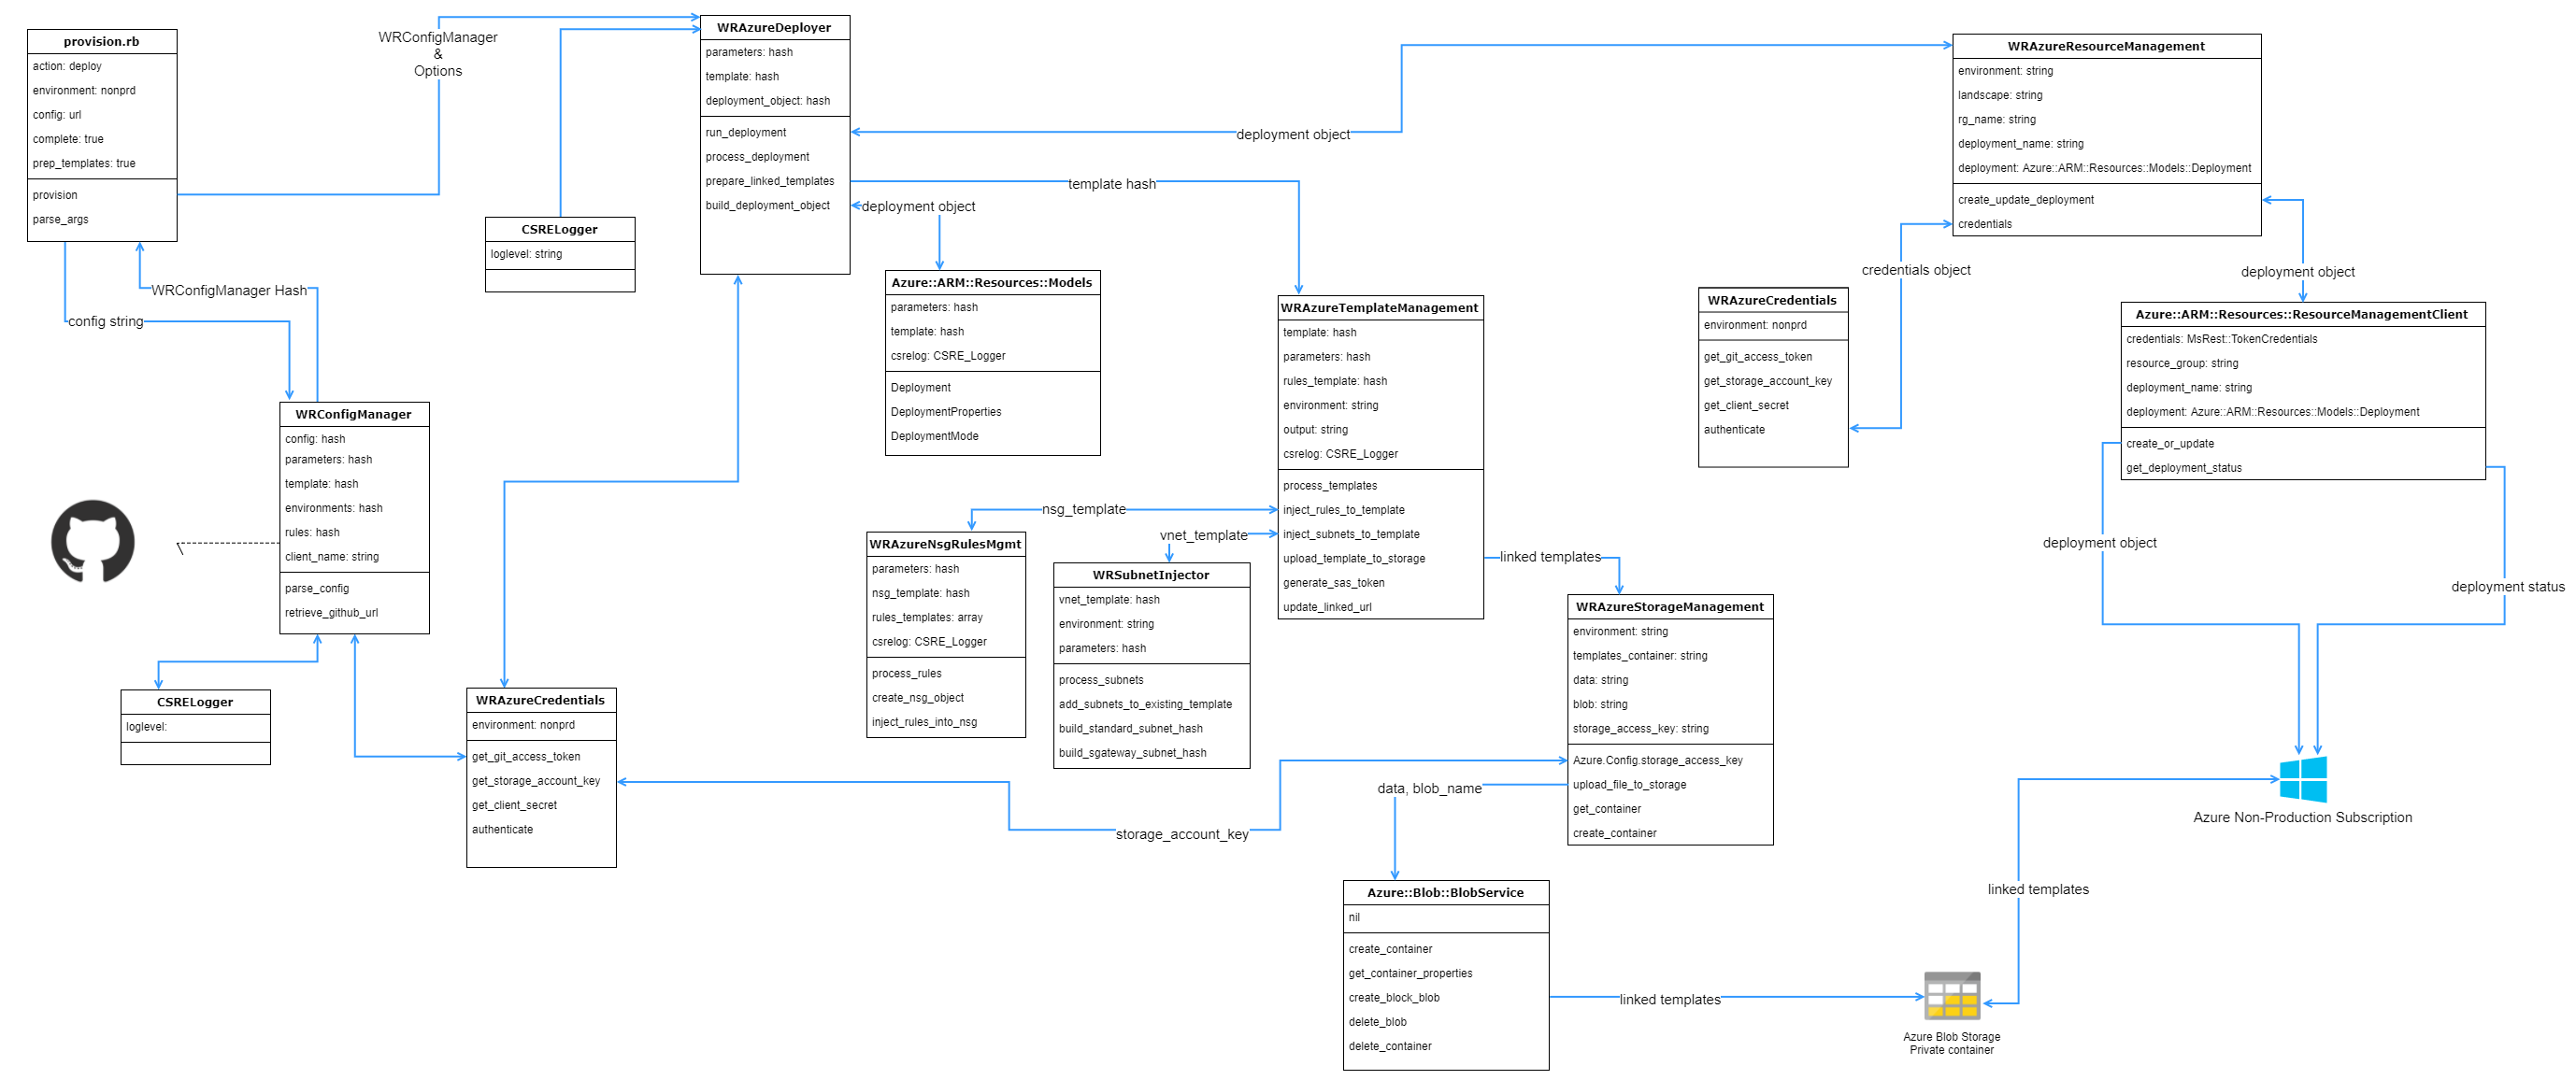 provision.rb
action: deploy
environment: nonprd
config: url
complete: true
prep_templates: true
provision
parse_args
WRConfigManager
&
Options
WRConfigManager Hash
config string
CSRELogger
loglevel: string
WRAzureDeployer
parameters: hash
template: hash
deployment_object: hash
run_deployment
process_deployment
prepare_linked_templates
build_deployment_object
deployment object
template hash
deployment object
Azure::ARM::Resources::Models
parameters: hash
template: hash
csrelog: CSRE_Logger
Deployment
DeploymentProperties
DeploymentMode
WRAzureResourceManagement
environment: string
landscape: string
rg_name: string
deployment_name: string
deployment: Azure::ARM::Resources::Models::Deployment
create_update_deployment
credentials
credentials object
deployment object
WRAzureCredentials
environment: nonprd
get_git_access_token
get_storage_account_key
get_client_secret
authenticate
Azure::ARM::Resources::ResourceManagementClient
credentials: MsRest::TokenCredentials
resource_group: string
deployment_name: string
deployment: Azure::ARM::Resources::Models::Deployment
create_or_update
get_deployment_status
deployment object
deployment status
WRAzureTemplateManagement
template: hash
parameters: hash
rules_template: hash
environment: string
output: string
csrelog: CSRE_Logger
process_templates
inject_rules_to_template
inject_subnets_to_template
upload_template_to_storage
generate_sas_token
update_linked_url
nsg_template
vnet_template
linked templates
WRConfigManager
config: hash
parameters: hash
template: hash
environments: hash
rules: hash
client_name: string
parse_config
retrieve_github_url
CSRELogger
loglevel:
WRAzureCredentials
environment: nonprd
get_git_access_token
get_storage_account_key
get_client_secret
authenticate
WRAzureNsgRulesMgmt
parameters: hash
nsg_template: hash
rules_templates: array
csrelog: CSRE_Logger
process_rules
create_nsg_object
inject_rules_into_nsg
WRSubnetInjector
vnet_template: hash
environment: string
parameters: hash
process_subnets
add_subnets_to_existing_template
build_standard_subnet_hash
build_sgateway_subnet_hash
WRAzureStorageManagement
environment: string
templates_container: string
data: string
blob: string
storage_access_key: string
Azure.Config.storage_access_key
upload_file_to_storage
get_container
create_container
data, blob_name
storage_account_key
Azure::Blob::BlobService
nil
create_container
get_container_properties
create_block_blob
delete_blob
delete_container
linked templates
Azure Blob Storage
Private container
linked templates
Azure Non-Production Subscription